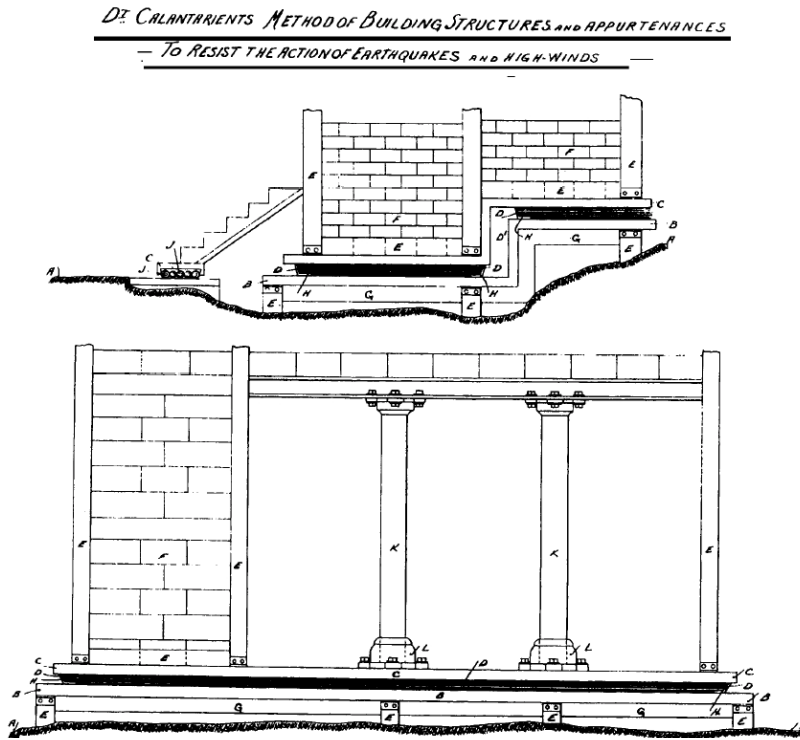 Dr CALANTARIENTS METHOD OF BUILDING STRUCTURES AND APPURTENANCES
— TO RESIST THE ACTION OF EARTHQUAKES AND HIGH-WINDS —
E F E
F
E
E C
D B
C J D' H G
J E A
A B D D
H H
E G E
E F E K K E
E L L
C C D C
D D
H
B B B
G G H
A E E E E